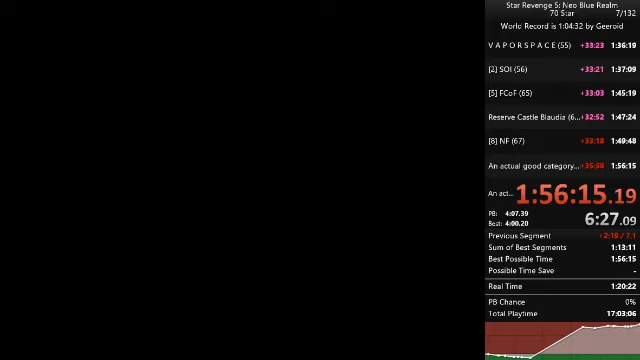 Star Revenge 5: Neo Blue Realm
70 Star 7/132
World Record is 1:04:32 by Geeroid
V A P O R S P A C E (55) +33:23 1:36:19
[2] SOI (56) +33:21 1:37:09
[5] FCoF (65) +33:03 1:45:19
Reserve Castle Blaudia (6... +32:52 1:47:24
[8] NF (67) +33:18 1:49:48
An actual good category... +35:38 1:56:15
An act... 1:56:15.19
PB: 4:07.39
Best: 4:00.20 6:27.09
Previous Segment +2:19 / 7.1
Sum of Best Segments 1:13:11
Best Possible Time 1:56:15
Possible Time Save -
Real Time 1:20:22
PB Chance 0%
Total Playtime 17:03:06